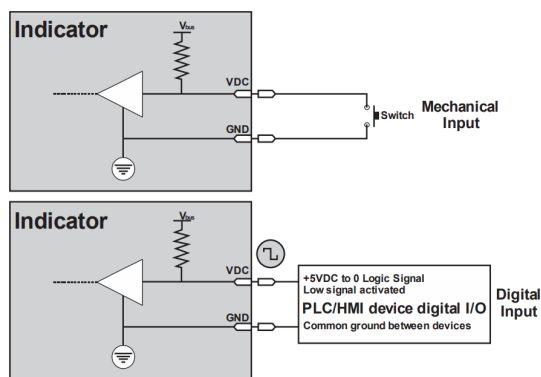 Indicator
Vbus
VDC
GND
Switch
Mechanical
Input
Indicator
Vbus
VDC
GND
+5VDC to 0 Logic Signal
Low signal activated
PLC/HMI device digital I/O
Common ground between devices
Digital
Input